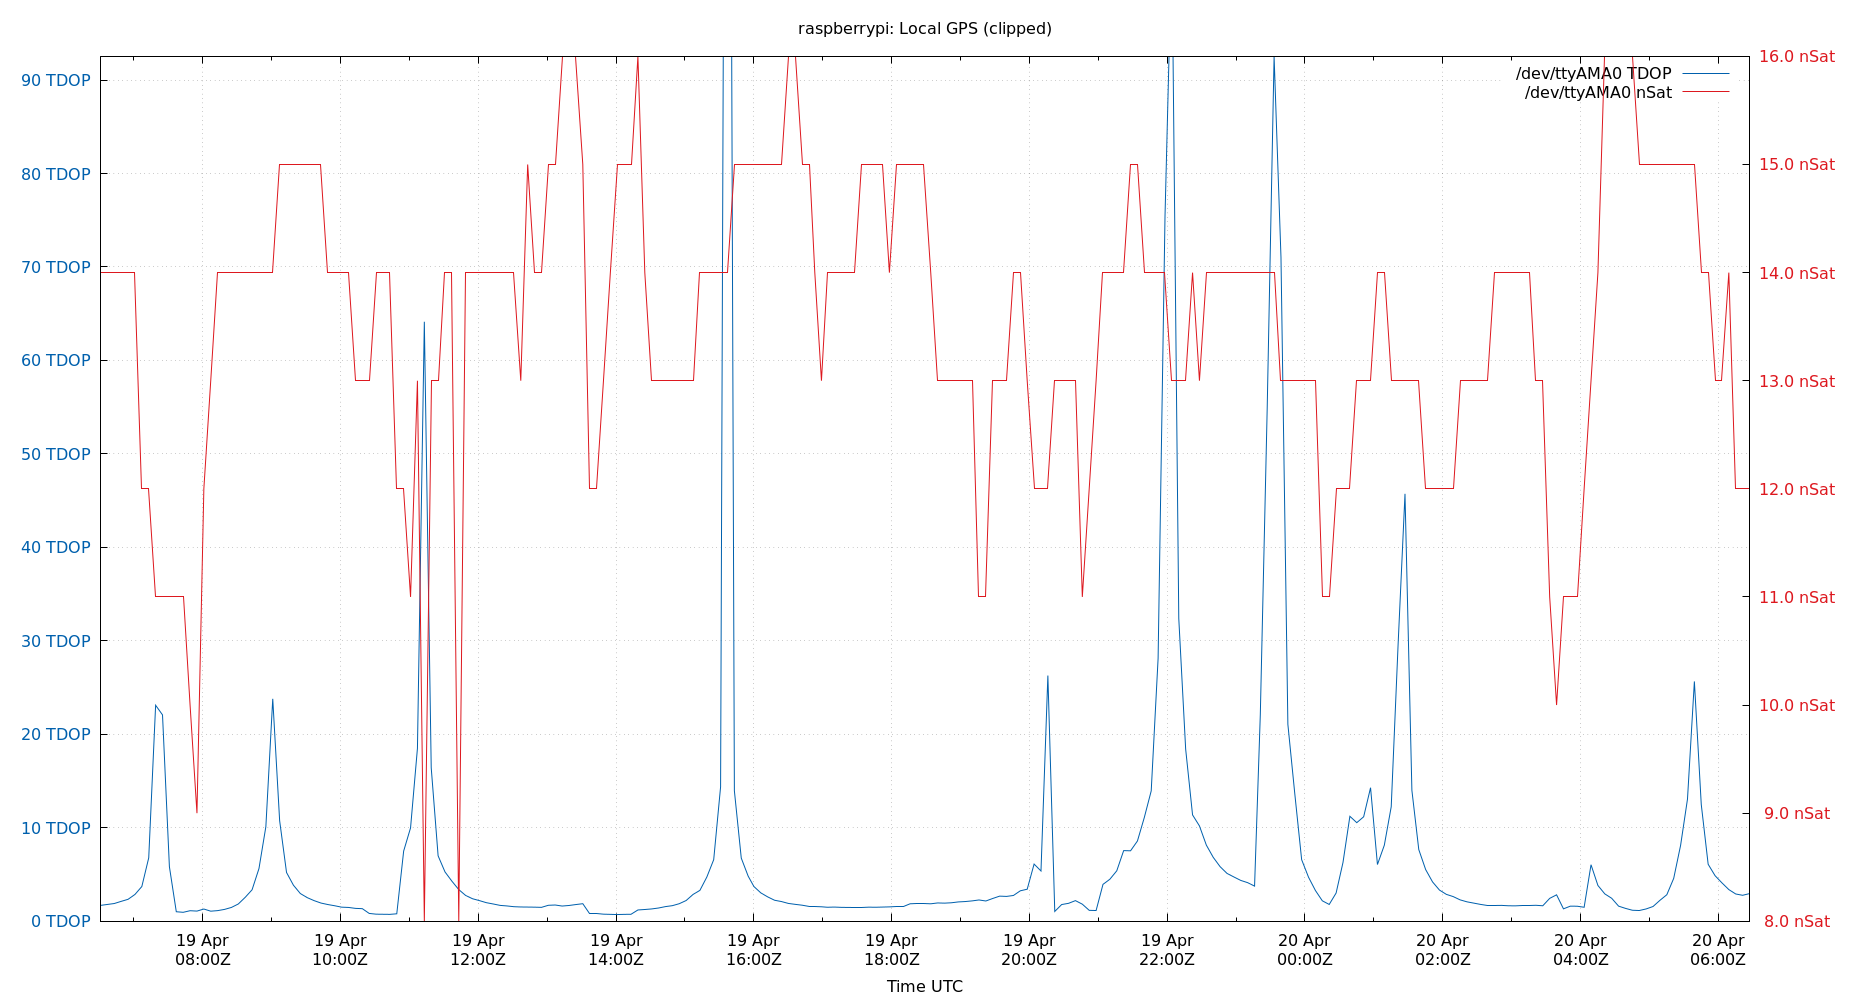 raspberrypi: Local GPS (clipped)
90 TDOP
80 TDOP
70 TDOP
60 TDOP
50 TDOP
40 TDOP
30 TDOP
20 TDOP
10 TDOP
0 TDOP
/dev/ttyAMA0 TDOP
/dev/ttyAMA0 nSat
16.0 nSat
15.0 nSat
14.0 nSat
13.0 nSat
12.0 nSat
11.0 nSat
10.0 nSat
9.0 nSat
8.0 nSat
19 Apr
08:00Z
19 Apr
10:00Z
19 Apr
12:00Z
19 Apr
14:00Z
19 Apr
16:00Z
19 Apr
18:00Z
19 Apr
20:00Z
19 Apr
22:00Z
20 Apr
00:00Z
20 Apr
02:00Z
20 Apr
04:00Z
20 Apr
06:00Z
Time UTC